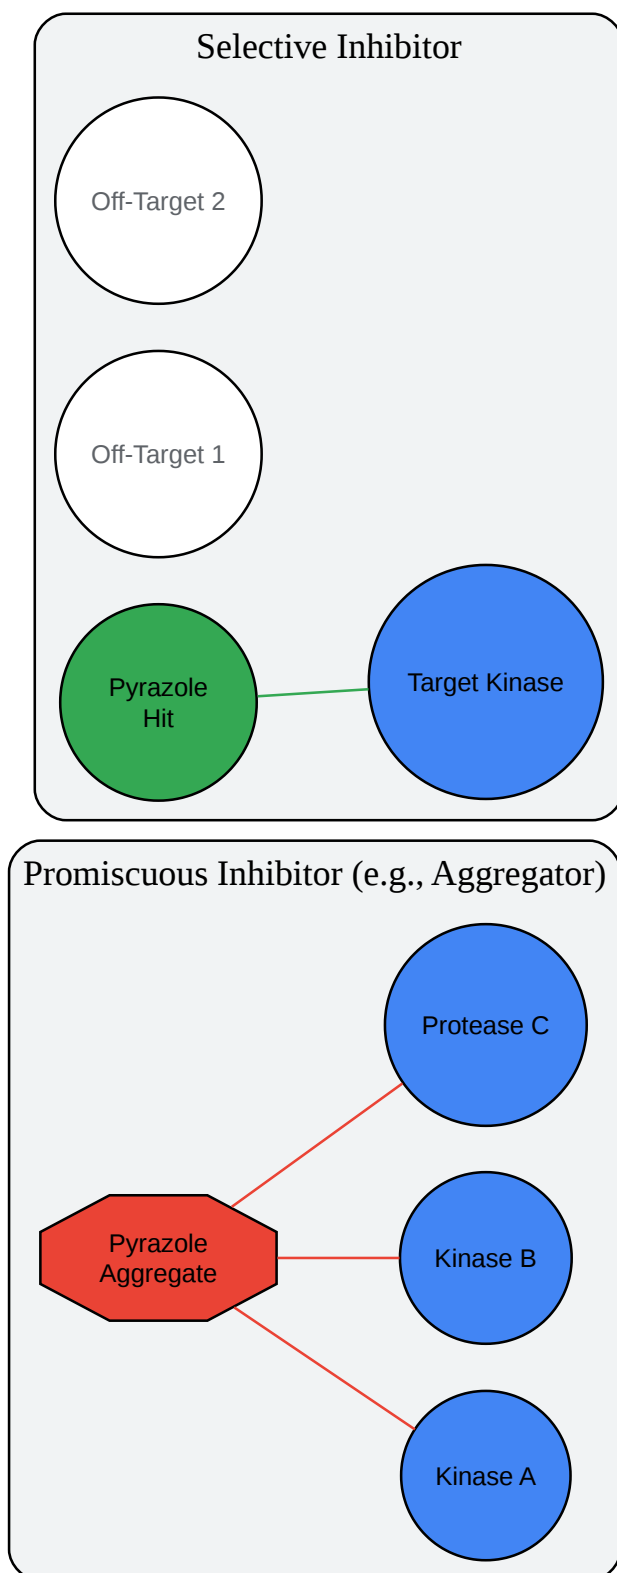 Selective Inhibitor
Off-Target 2
Off-Target 1
Pyrazole
Hit
Target Kinase
Promiscuous Inhibitor (e.g., Aggregator)
Protease C
Pyrazole
Aggregate
Kinase B
Kinase A